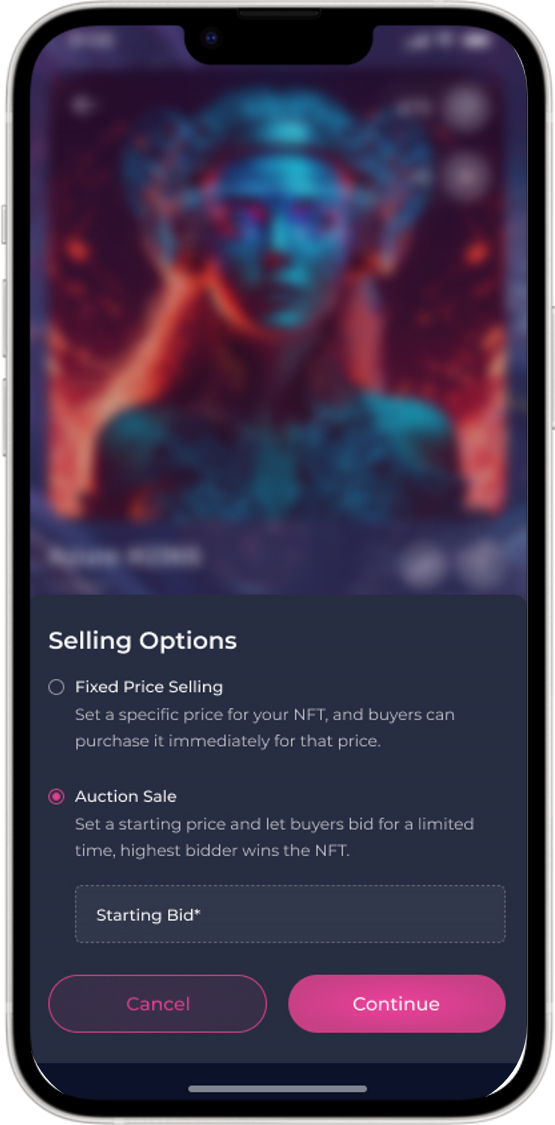 Selling Options
Fixed Price Selling
Set a specific price for your NFT, and buyers can
purchase it immediately for that price.
Auction Sale
Set a starting price and let buyers bid for a limited
time, highest bidder wins the NFT.
Starting Bid*
Cancel
Continue